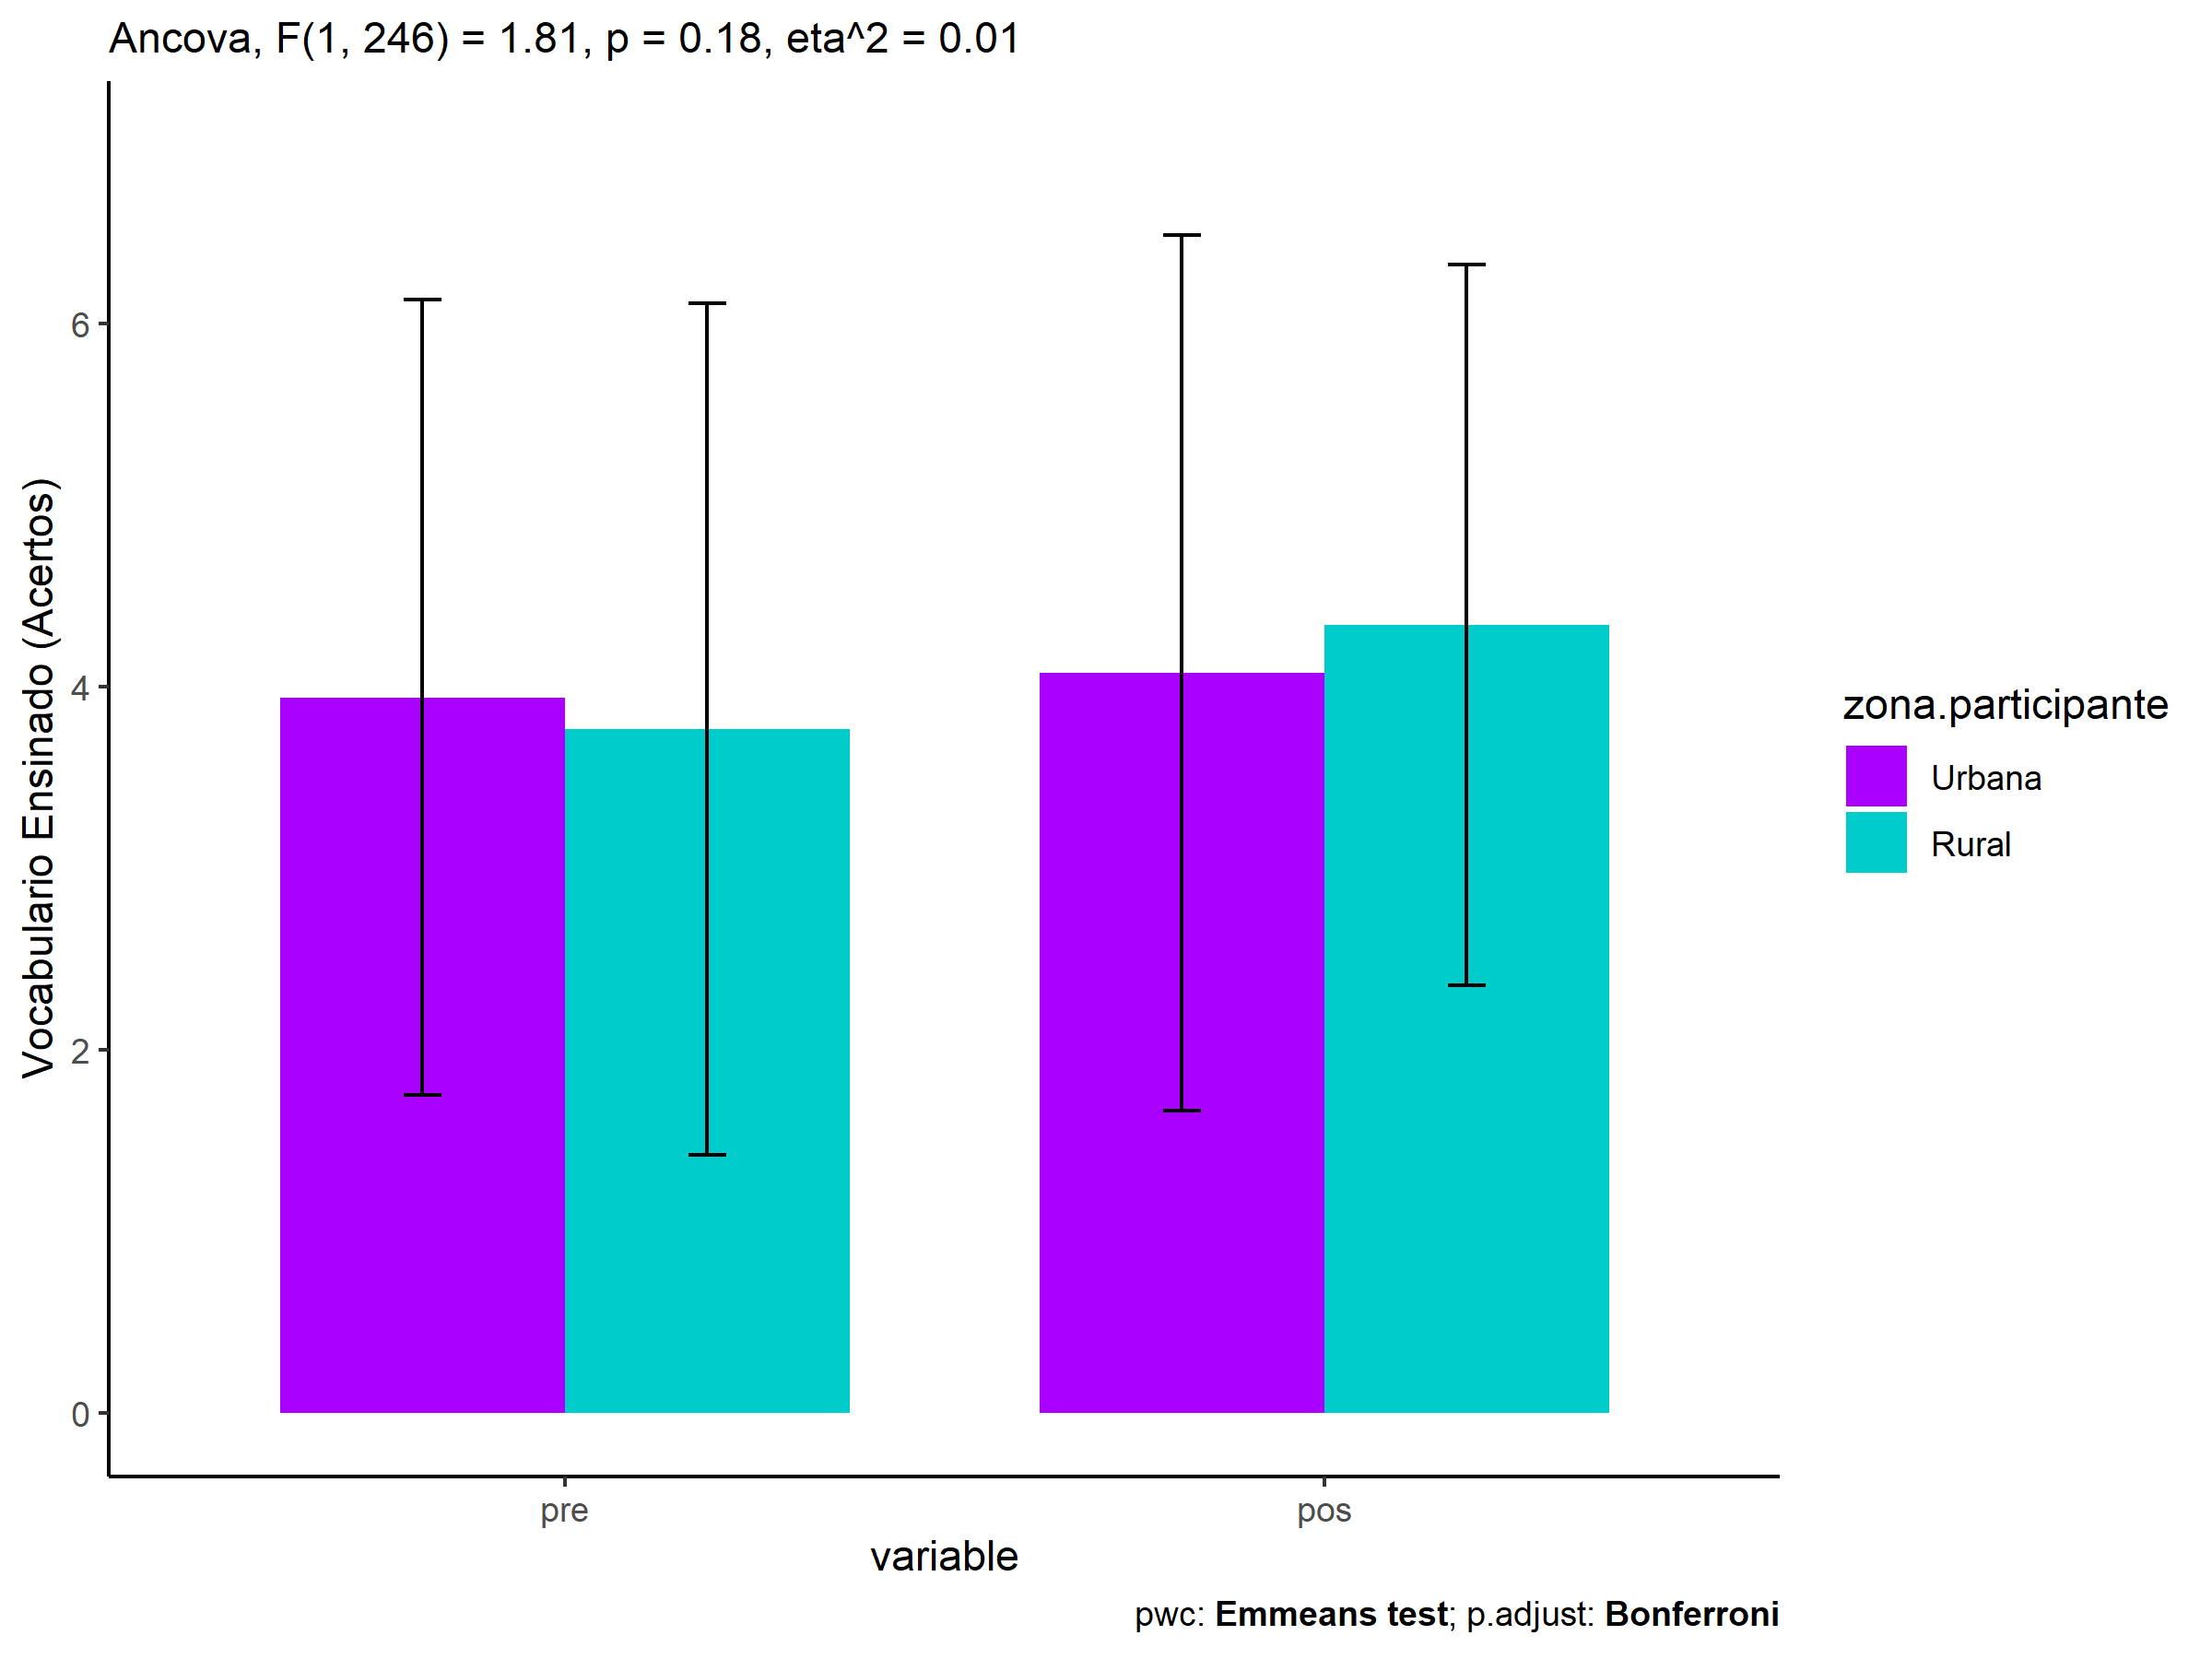 Ancova, F(1, 246) = 1.81, p = 0.18, eta^2 = 0.01
Vocabulario Ensinado (Acertos)
6
4
2
0
pre
pos
variable
zona.participante
Urbana
Rural
pwc: Emmeans test; p.adjust: Bonferroni